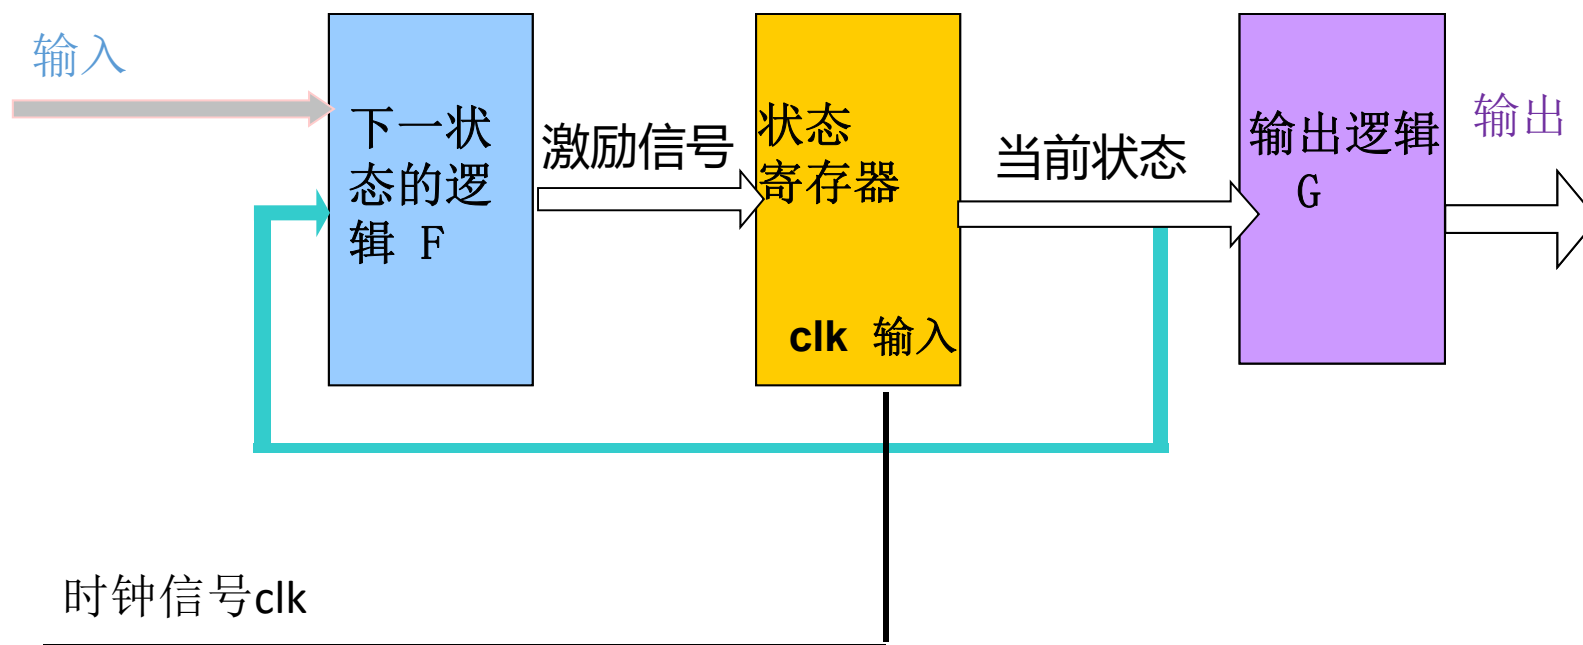 输入
下一状
态的逻
辑 F
激励信号
状态
寄存器
clk 输入
当前状态
输出逻辑
G
输出
时钟信号clk